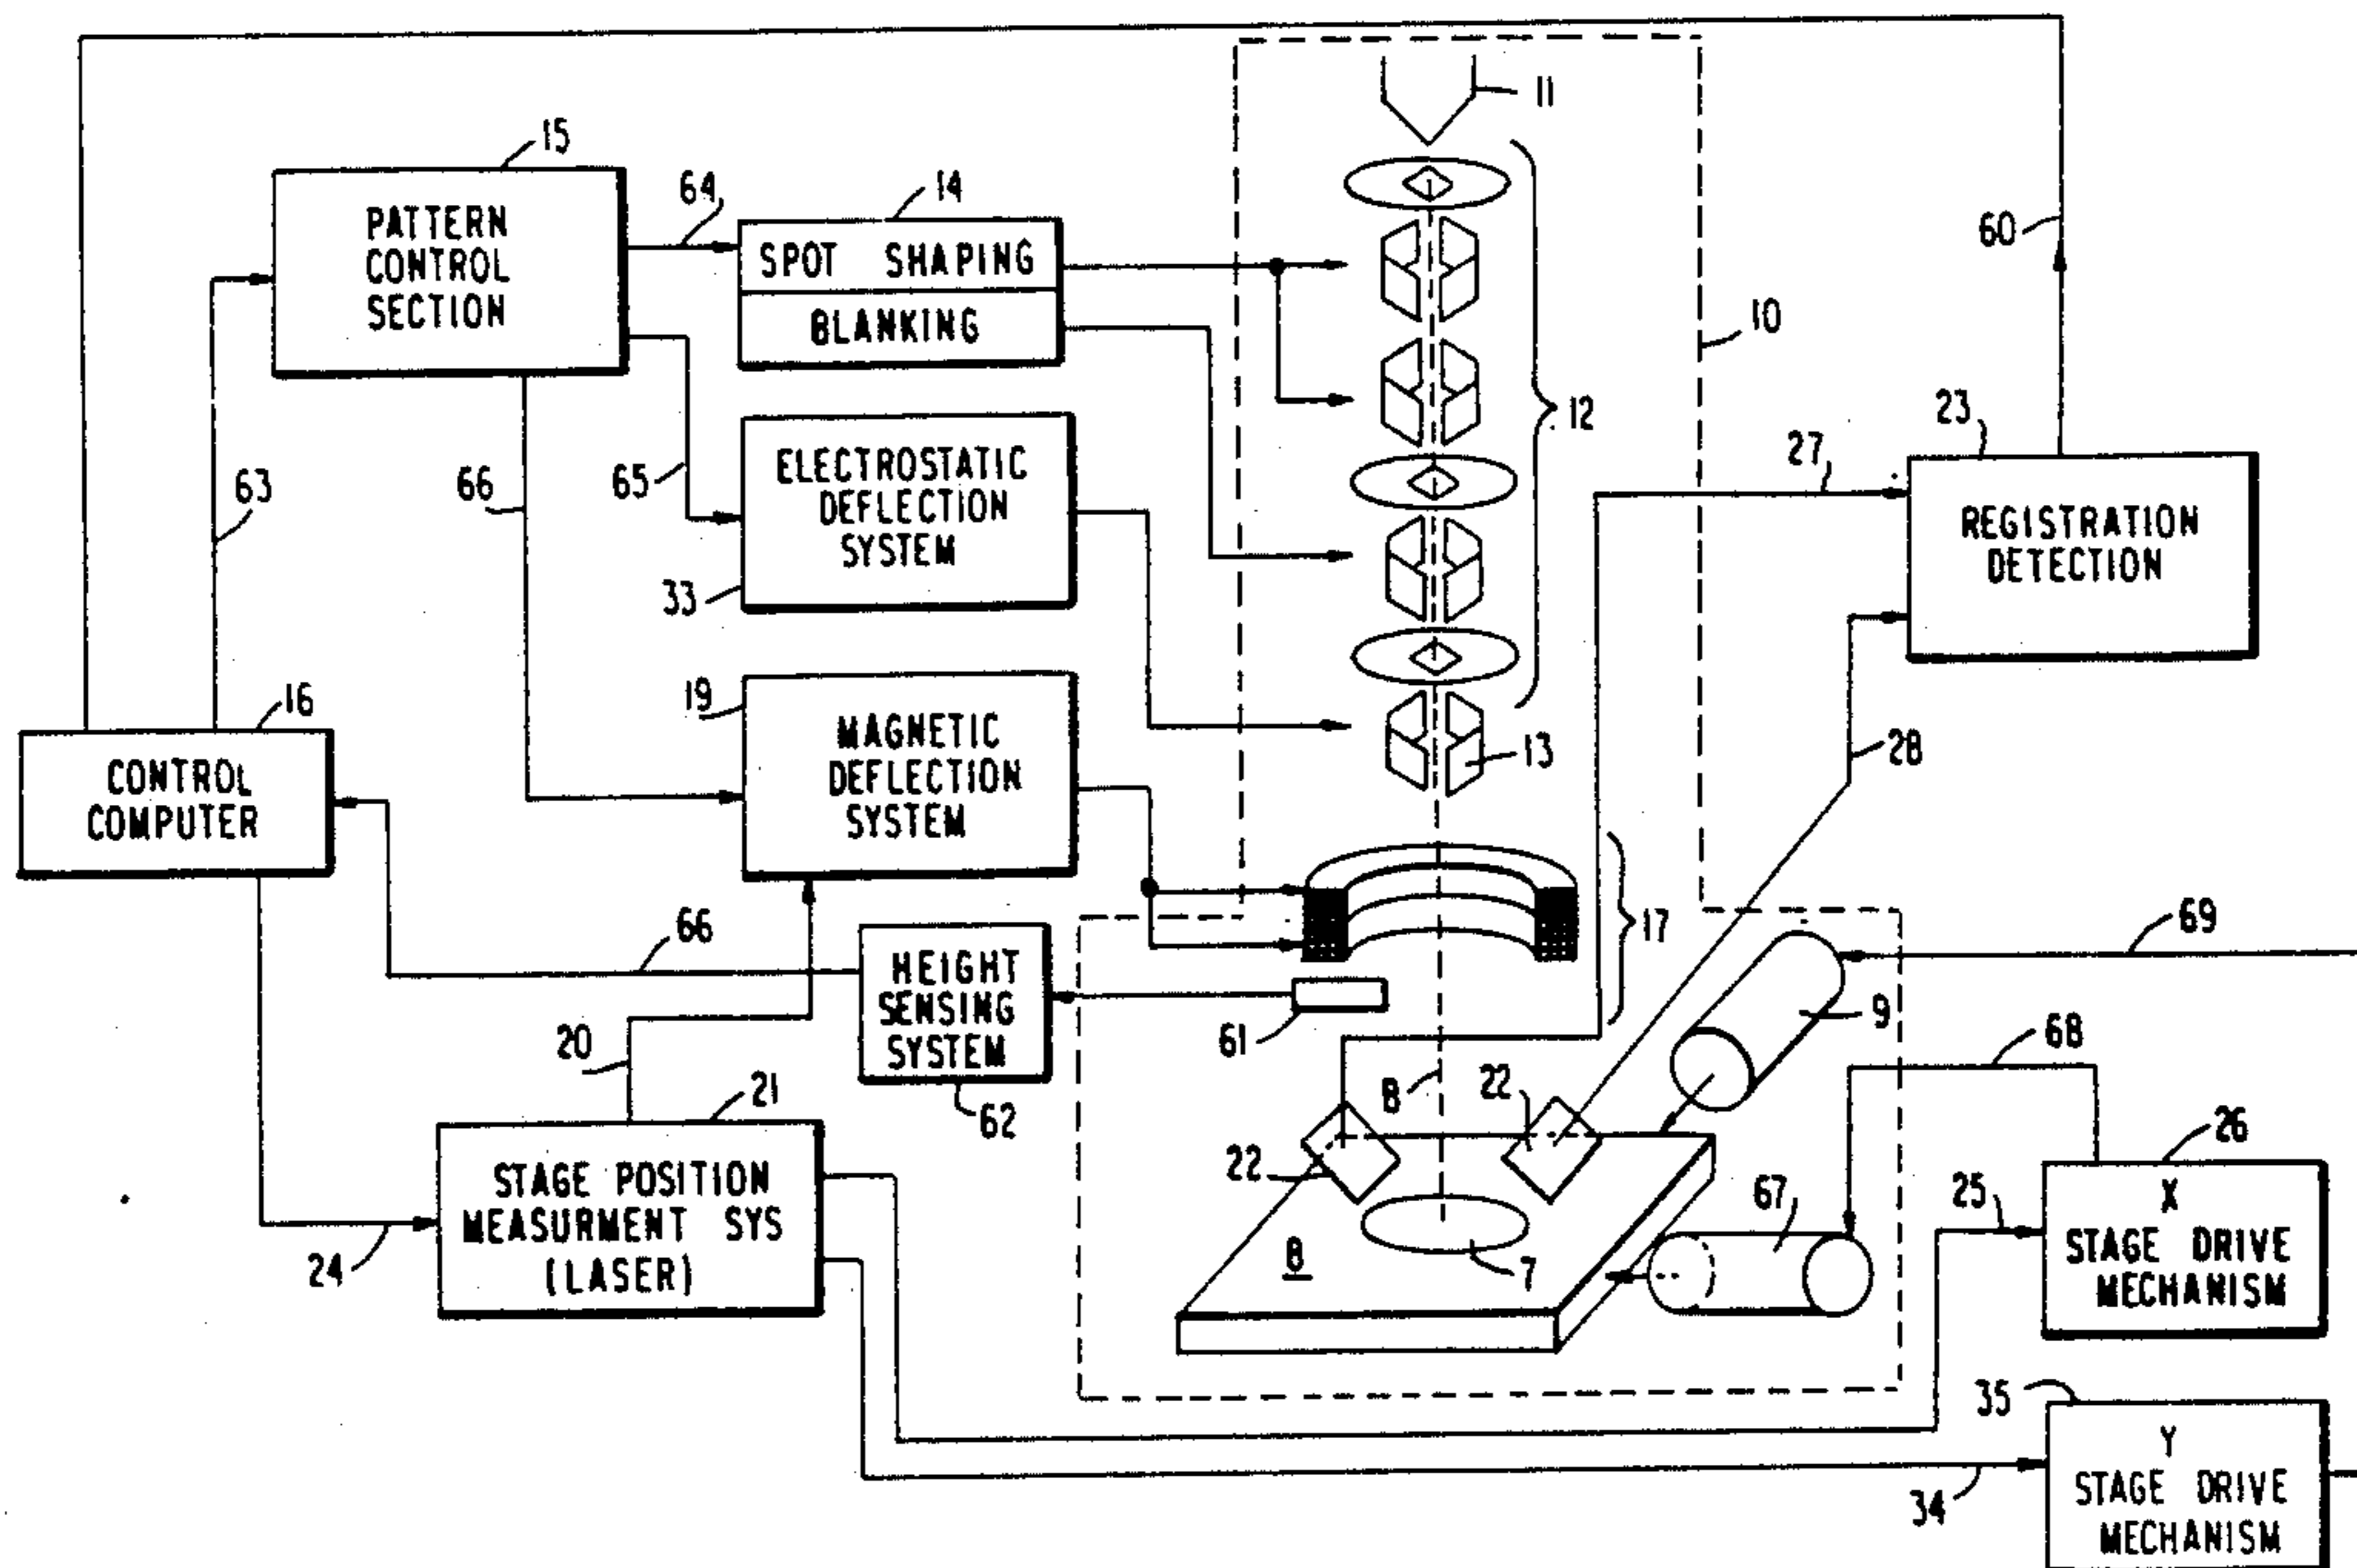 11
15
PATTERN
CONTROL
SECTION
64
14
SPOT SHAPING
BLANKING
60
10
12
23
27
REGISTRATION
DETECTION
63
66
65
ELECTROSTATIC
DEFLECTION
SYSTEM
33
19
MAGNETIC
DEFLECTION
SYSTEM
13
28
16
CONTROL
COMPUTER
17
69
66
HEIGHT
SENSING
SYSTEM
62
61
9
68
20
21
STAGE POSITION
MEASURMENT SYS
(LASER)
24
B
22
22
8
7
67
26
25
X
STAGE DRIVE
MECHANISM
35
34
Y
STAGE DRIVE
MECHANISM